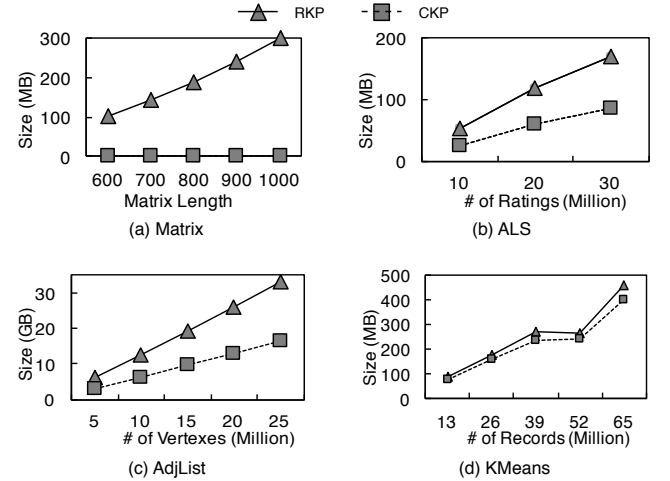 RKP CKP
300
200
100
0
Size (MB)
600 700 800 900 1000
Matrix Length
(a) Matrix
200
100
0
Size (MB)
10 20 30
# of Ratings (Million)
(b) ALS
30
20
10
0
Size (GB)
5 10 15 20 25
# of Vertexes (Million)
(c) AdjList
500
400
300
200
100
0
Size (MB)
13 26 39 52 65
# of Records (Million)
(d) KMeans